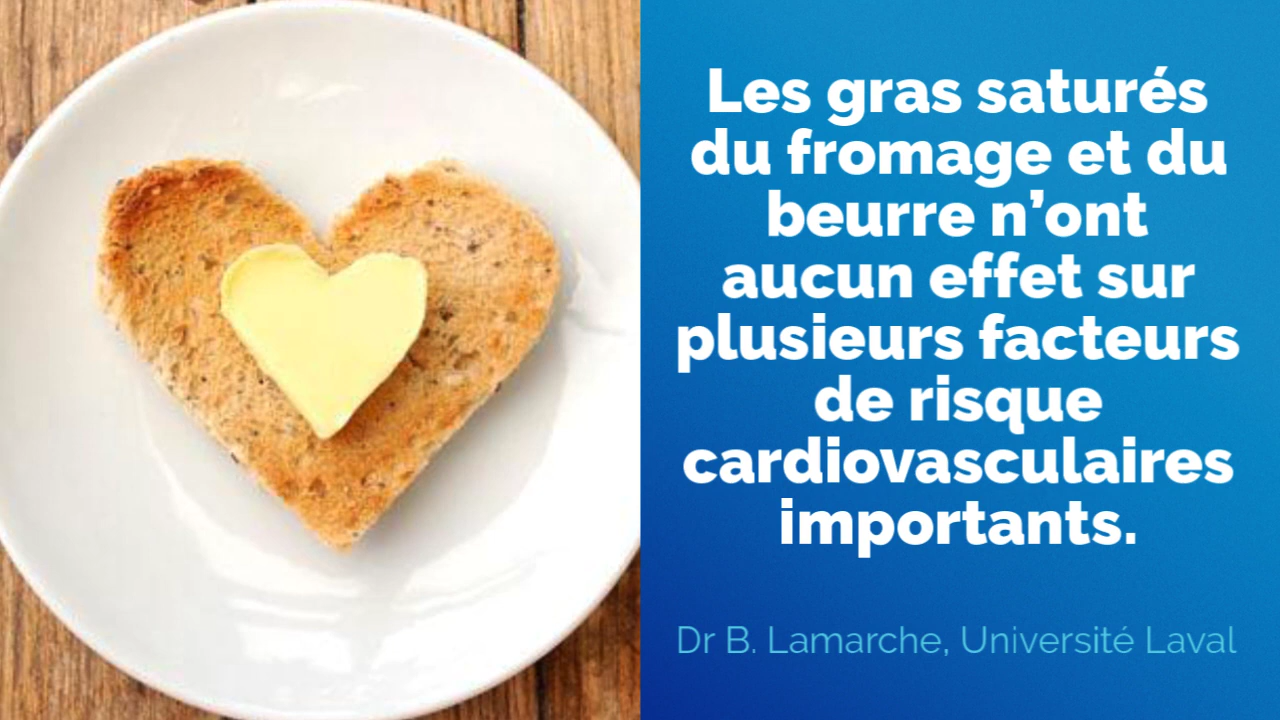 Les gras saturés
du fromage et du
beurre n’ont
aucun effet sur
plusieurs facteurs
de risque
cardiovasculaires
importants.
Dr B. Lamarche, Université Laval